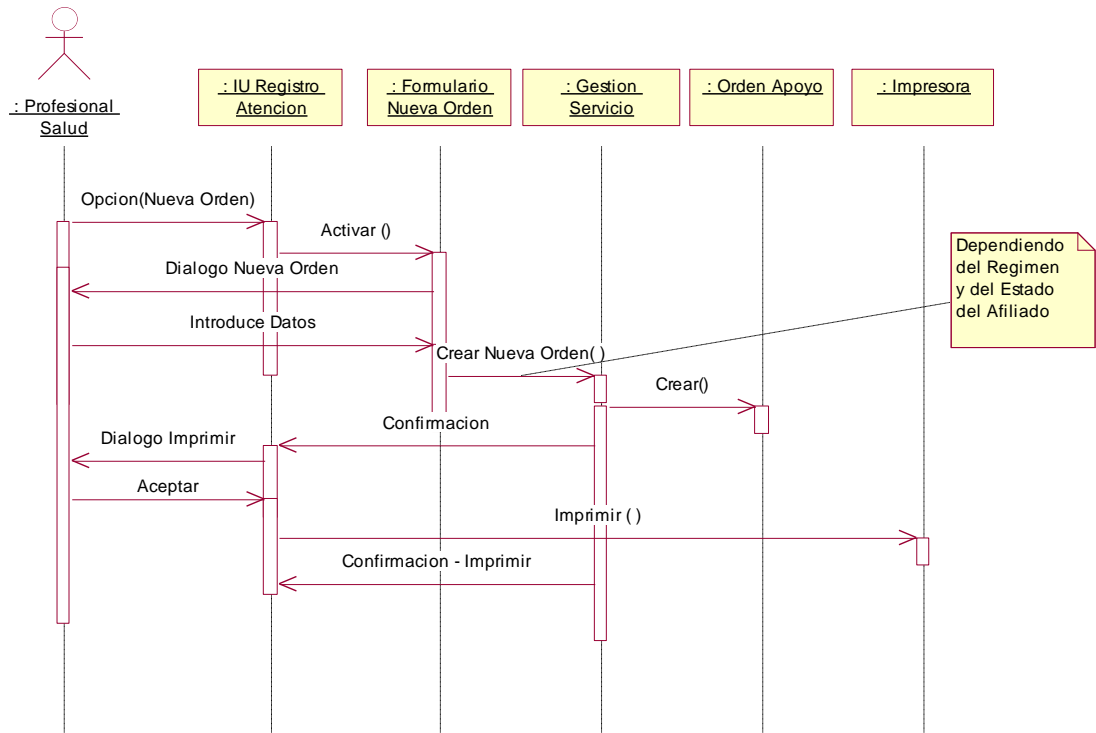 : Profesional
Salud
: IU Registro
Atencion
: Formulario
Nueva Orden
: Gestion
Servicio
: Orden Apoyo
: Impresora
Opcion(Nueva Orden)
Activar ()
Dialogo Nueva Orden
Introduce Datos
Crear Nueva Orden( )
Dependiendo
del Regimen
y del Estado
del Afiliado
Crear()
Confirmacion
Dialogo Imprimir
Aceptar
Imprimir ( )
Confirmacion - Imprimir